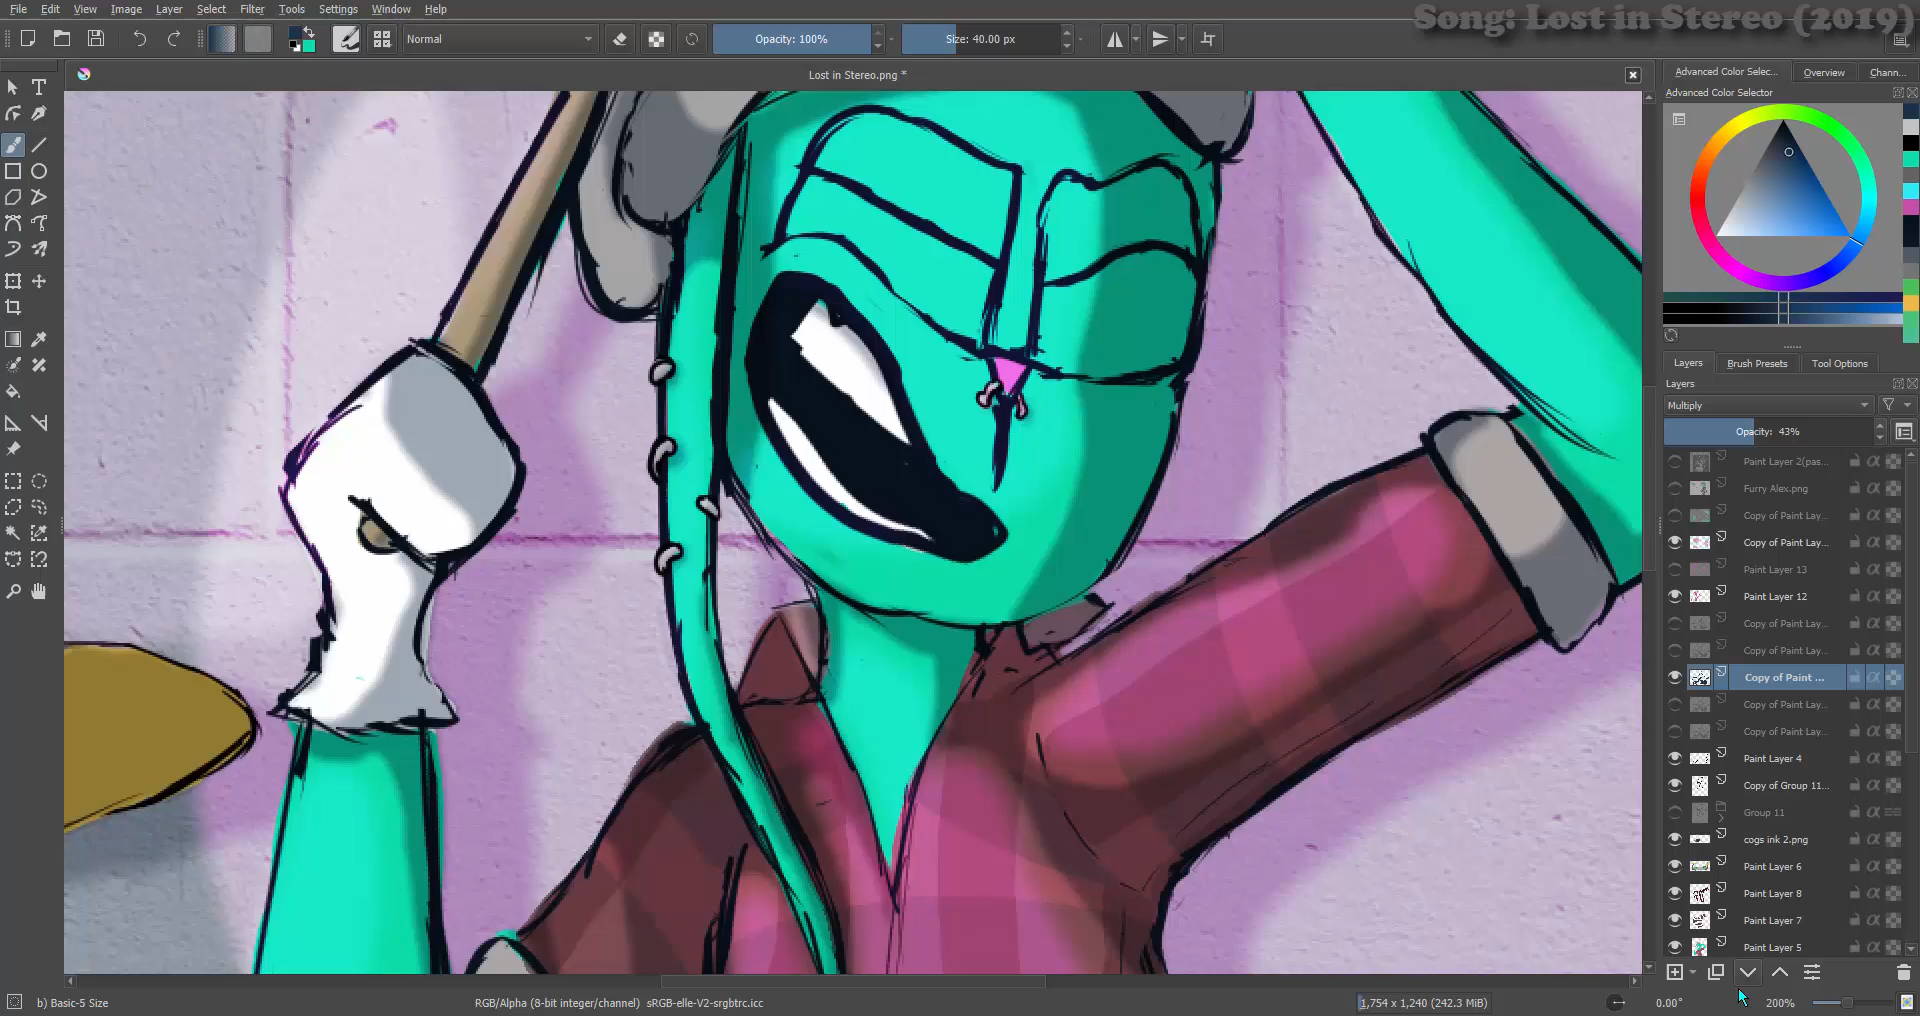 File Edit View Image Layer Select Filter Tools Settings Window Help
Song: Lost in Stereo (2019)
Normal
Opacity: 100%
Size: 40.00 px
Lost in Stereo.png *
Advanced Color Selec... Overview Chann...
Advanced Color Selector
Layers Brush Presets Tool Options
Layers
Multiply
Opacity: 43%
Paint Layer 2(pas...
Furry Alex.png
Copy of Paint Lay...
Copy of Paint Lay...
Paint Layer 13
Paint Layer 12
Copy of Paint Lay...
Copy of Paint Lay...
Copy of Paint ...
Copy of Paint Lay...
Copy of Paint Lay...
Paint Layer 4
Copy of Group 11...
Group 11
cogs ink 2.png
Paint Layer 6
Paint Layer 8
Paint Layer 7
Paint Layer 5
b) Basic-5 Size
RGB/Alpha (8-bit integer/channel) sRGB-elle-V2-srgbtrc.icc
1,754 x 1,240 (242.3 MiB)
0.00°
200%